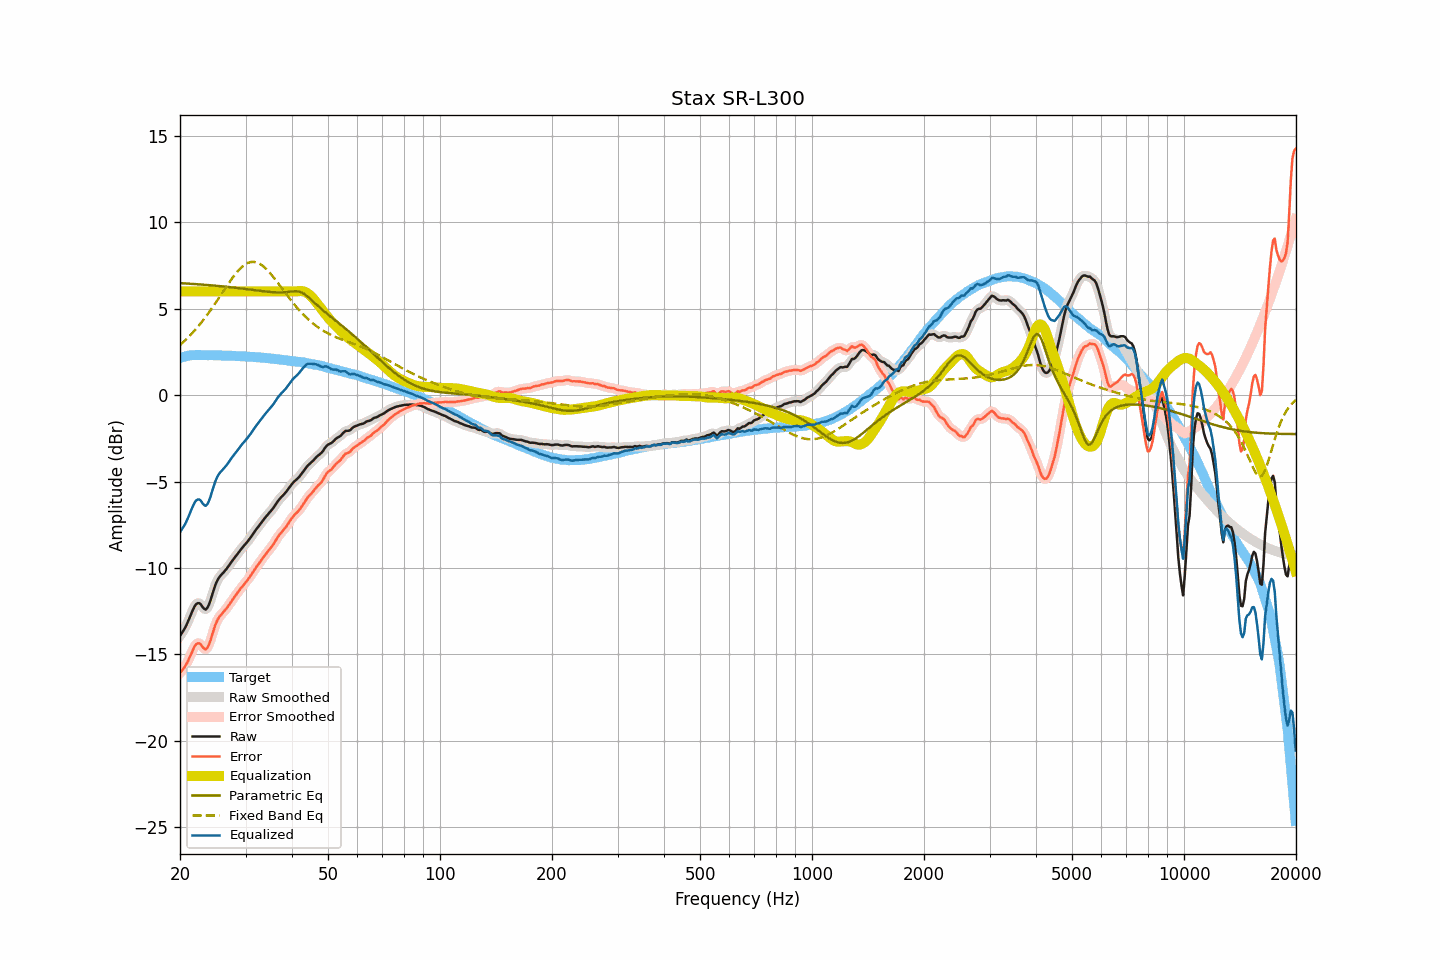 Stax SR-L300
15
10
5
0
−5
−10
−15
−20
−25
Amplitude (dBr)
Target
Raw Smoothed
Error Smoothed
Raw
Error
Equalization
Parametric Eq
Fixed Band Eq
Equalized
20 50 100 200 500 1000 2000 5000 10000 20000
Frequency (Hz)